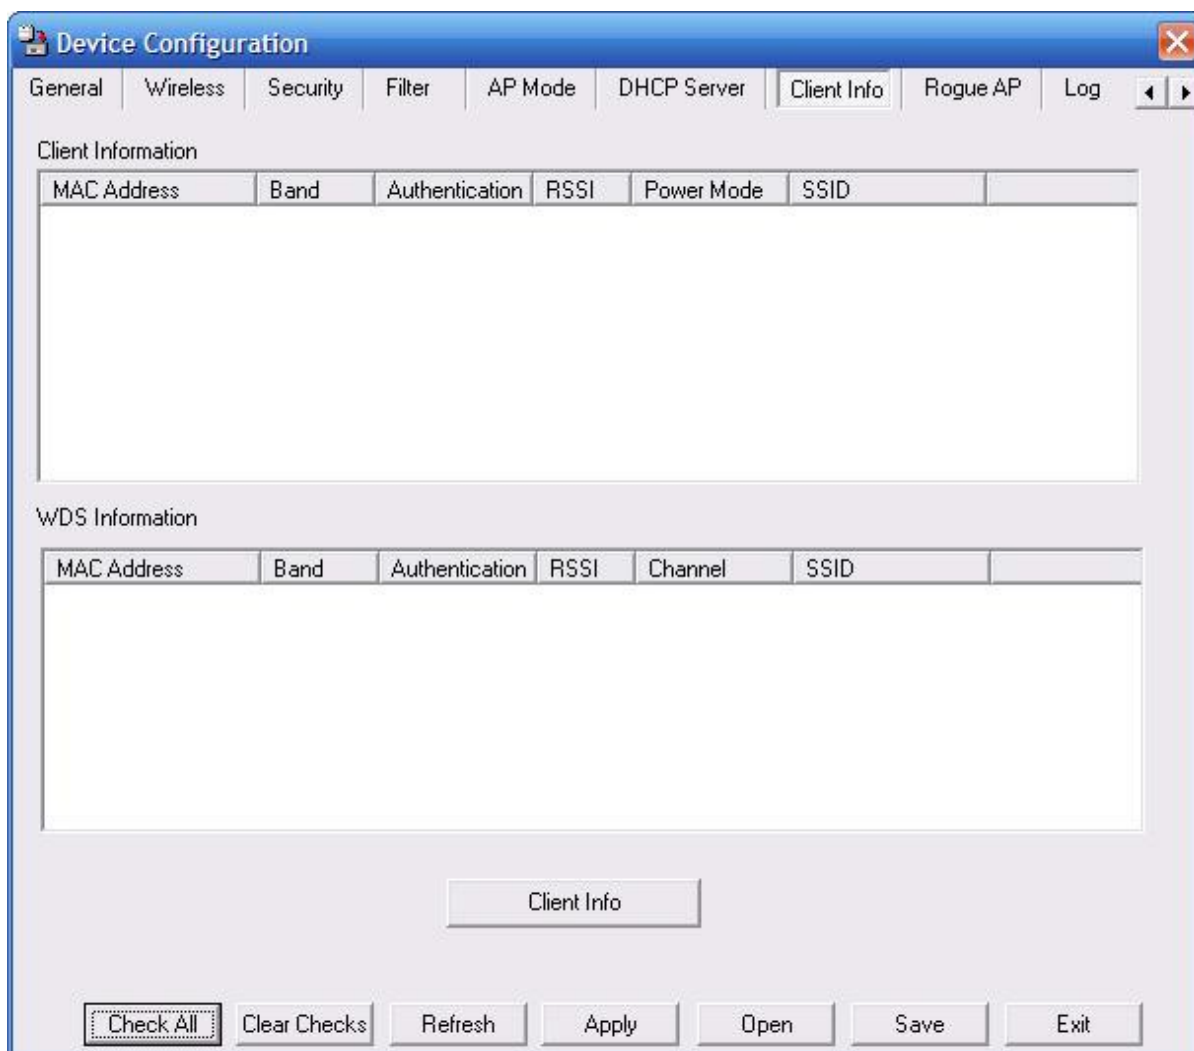 Device Configuration
General Wireless Security Filter AP Mode DHCP Server Client Info Rogue AP Log
Client Information
MAC Address Band Authentication RSSI Power Mode SSID
WDS Information
MAC Address Band Authentication RSSI Channel SSID
Client Info
Check All Clear Checks Refresh Apply Open Save Exit